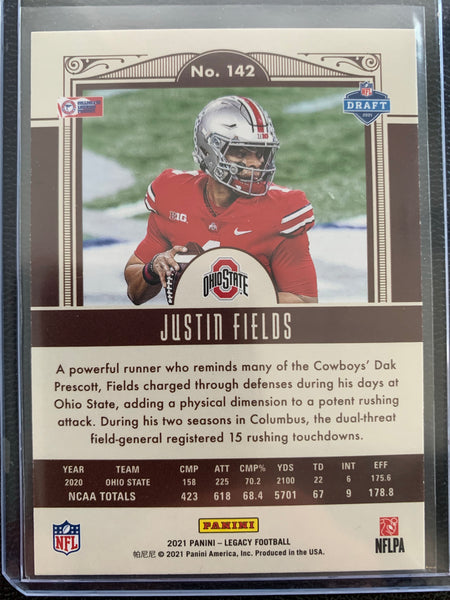 No. 142
NFL
DRAFT
2021
OHIO STATE
JUSTIN FIELDS
A powerful runner who reminds many of the Cowboys' Dak
Prescott, Fields charged through defenses during his days at
Ohio State, adding a physical dimension to a potent rushing
attack. During his two seasons in Columbus, the dual-threat
field-general registered 15 rushing touchdowns.
YEAR TEAM CMP ATT CMP% YDS TD INT EFF
2020 OHIO STATE 158 225 70.2 2100 22 6 175.6
NCAA TOTALS 423 618 68.4 5701 67 9 178.8
NFL
PANINI
NFLPA
2021 PANINI – LEGACY FOOTBALL
帕尼尼 © 2021 Panini America, Inc. Produced in the USA.